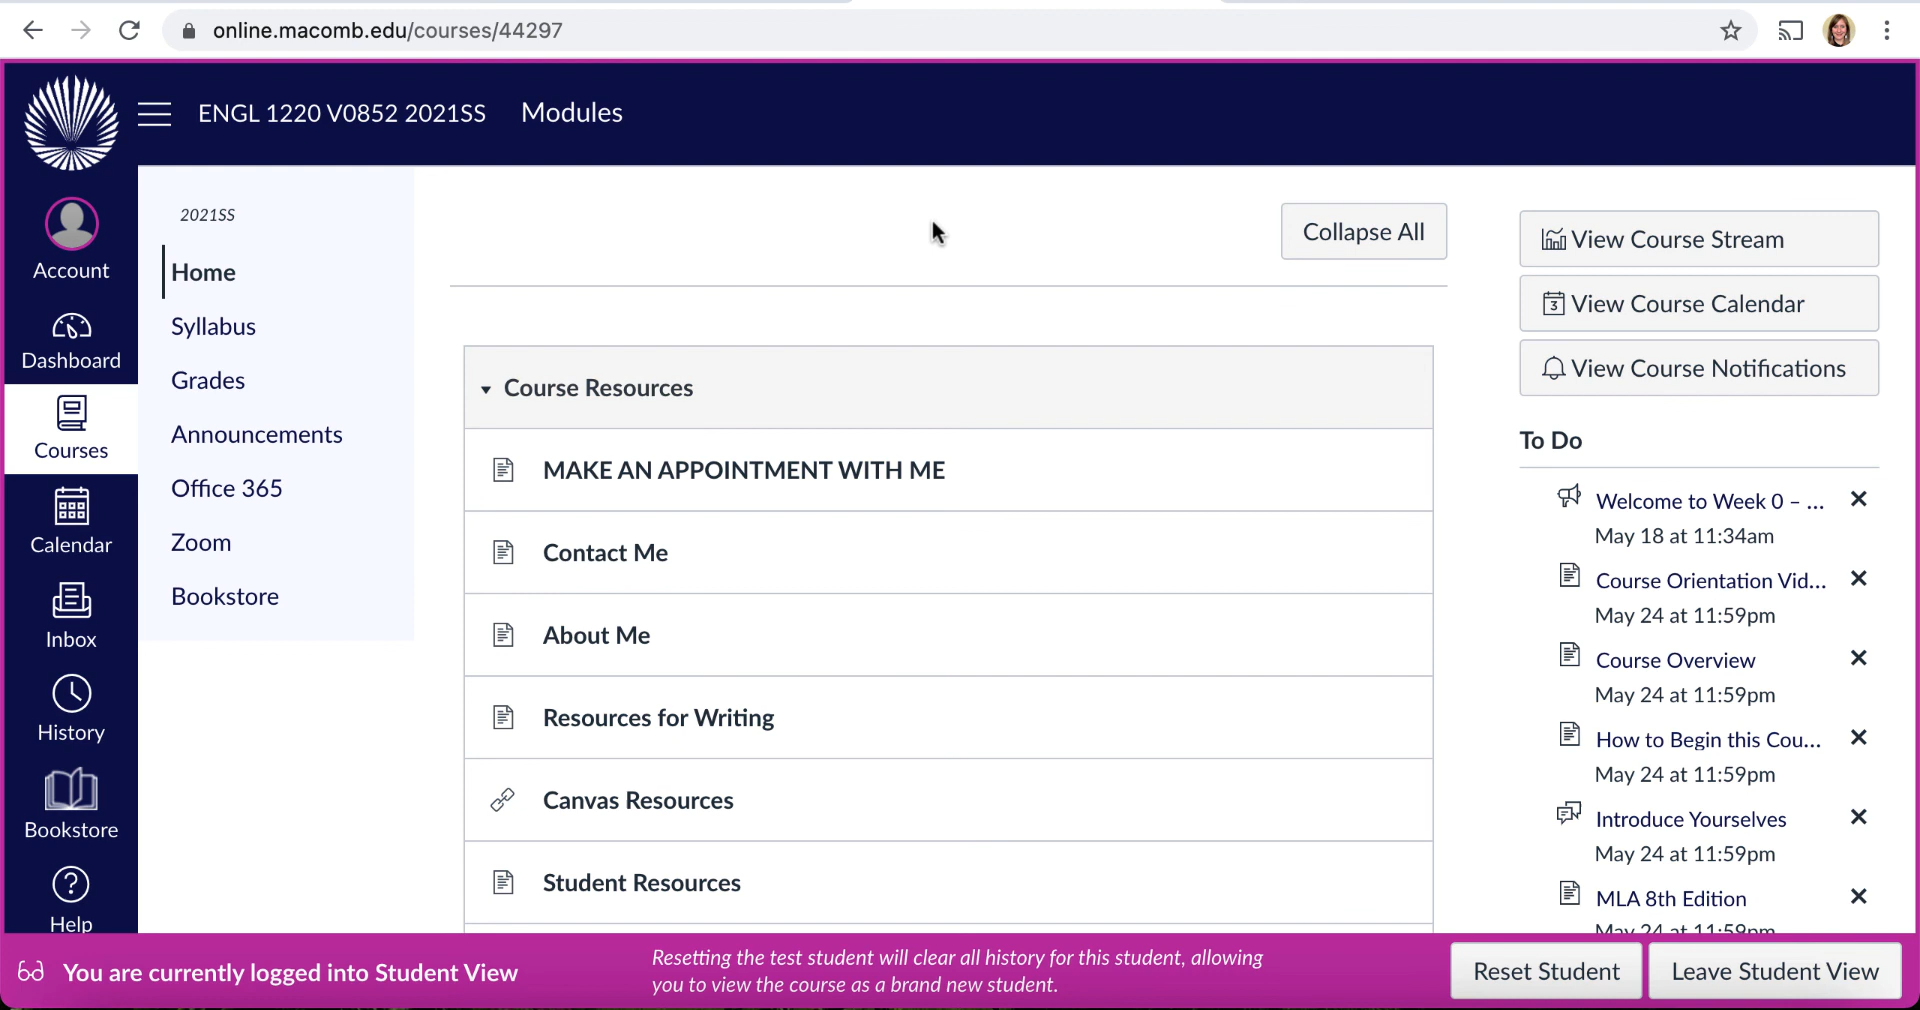 online.macomb.edu/courses/44297
ENGL 1220 V0852 2021SS Modules
Account
Dashboard
Courses
Calendar
Inbox
History
Bookstore
Help
2021SS
Home
Syllabus
Grades
Announcements
Office 365
Zoom
Bookstore
Collapse All
Course Resources
MAKE AN APPOINTMENT WITH ME
Contact Me
About Me
Resources for Writing
Canvas Resources
Student Resources
View Course Stream
3 View Course Calendar
View Course Notifications
To Do
Welcome to Week 0 – ...
May 18 at 11:34am
Course Orientation Vid...
May 24 at 11:59pm
Course Overview
May 24 at 11:59pm
How to Begin this Cou...
May 24 at 11:59pm
Introduce Yourselves
May 24 at 11:59pm
MLA 8th Edition
May 24 at 11:59pm
You are currently logged into Student View
Resetting the test student will clear all history for this student, allowing
you to view the course as a brand new student.
Reset Student
Leave Student View